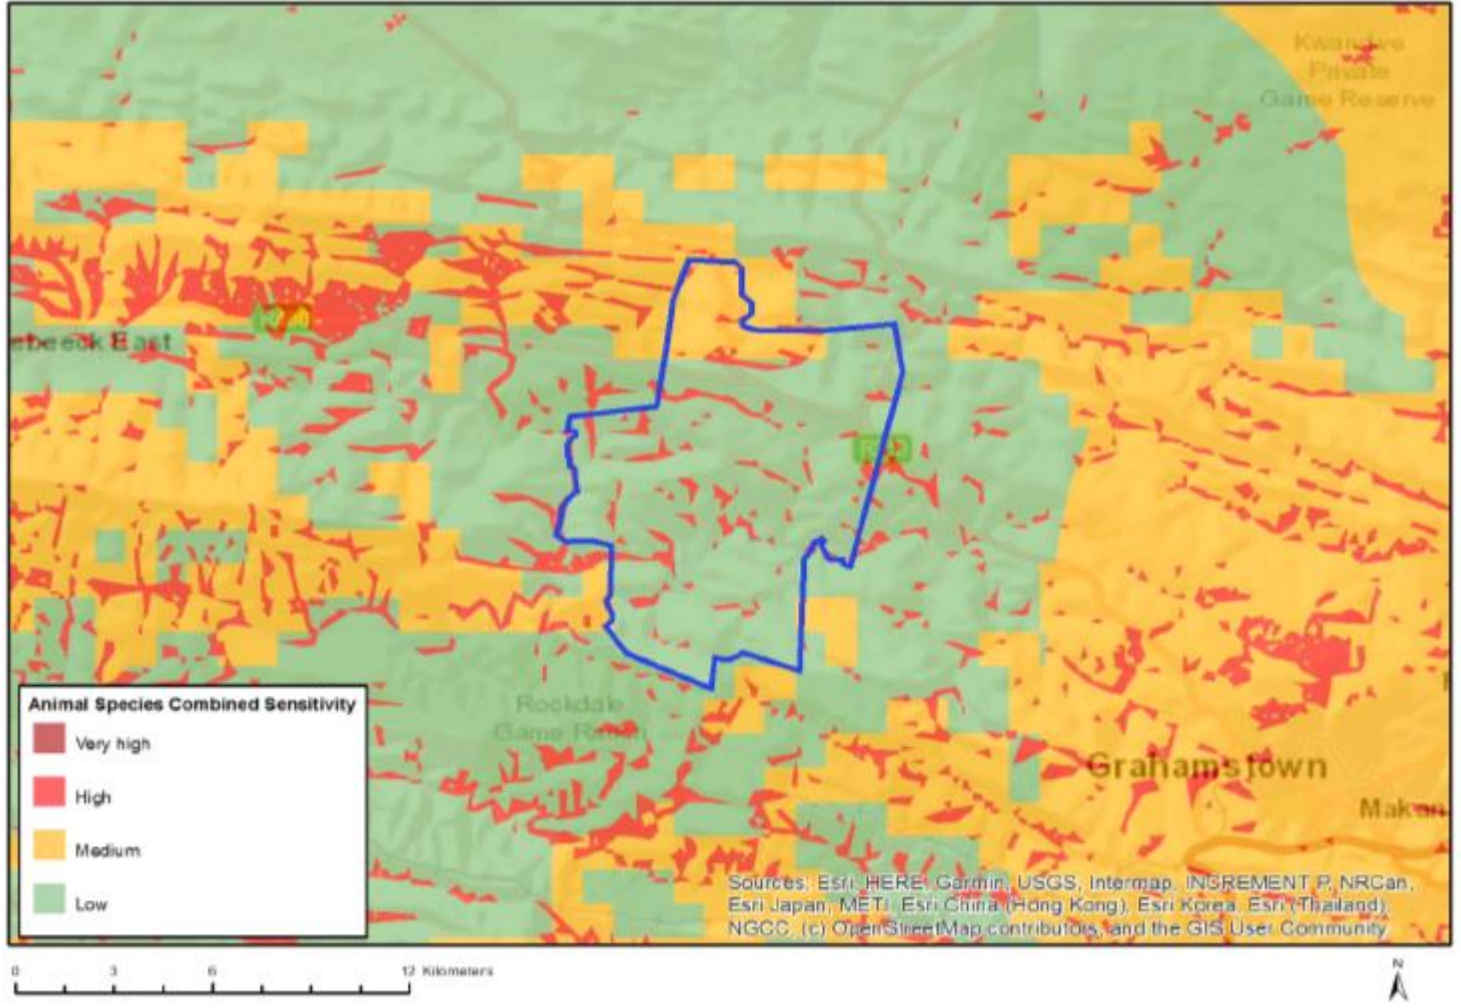 Kwandwe
Private
Game Reserve
ebeeck East
Rockdale
Game Ranch
Grahamstown
Makan
Animal Species Combined Sensitivity
Very high
High
Medium
Low
Sources: Esri, HERE, Garmin, USGS, Intermap, INCREMENT P, NRCan,
Esri Japan, METI, Esri China (Hong Kong), Esri Korea, Esri (Thailand),
NGCC, (c) OpenStreetMap contributors, and the GIS User Community
0 3 6 12 Kilometers
N